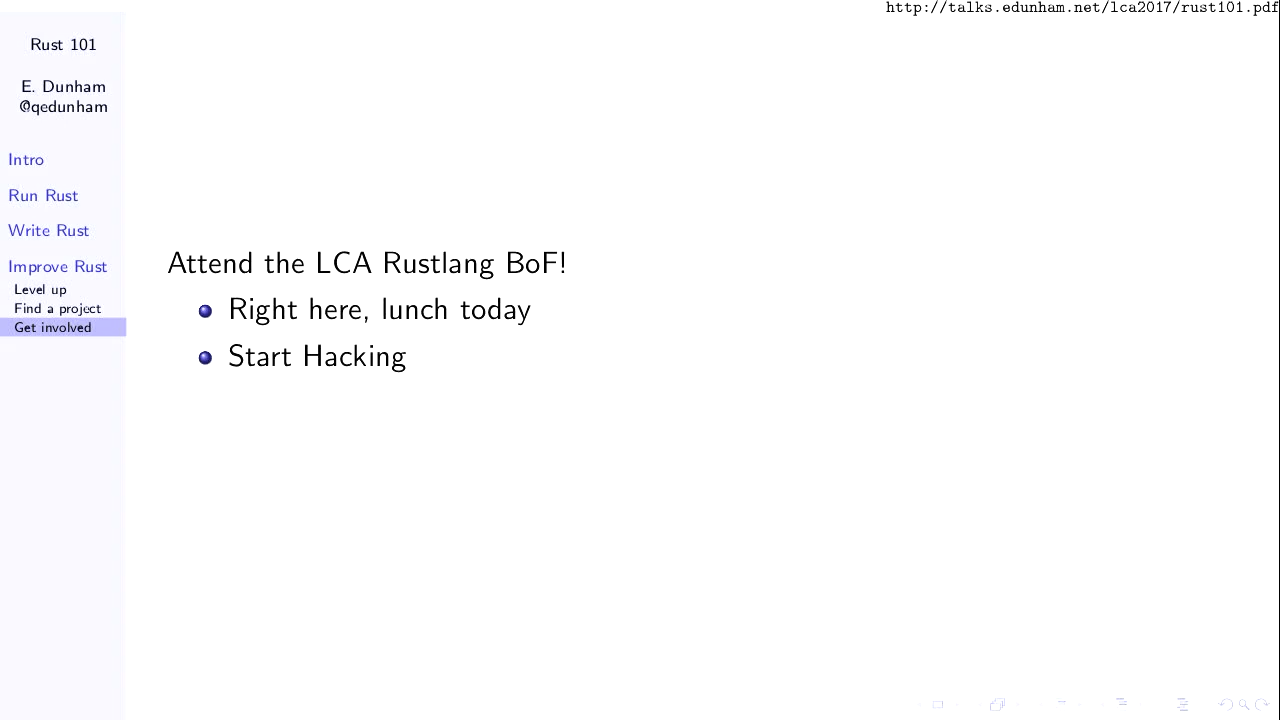 http://talks.edunham.net/lca2017/rust101.pdf
Rust 101
E. Dunham
@qedunham
Intro
Run Rust
Write Rust
Improve Rust
Level up
Find a project
Get involved
Attend the LCA Rustlang BoF!
Right here, lunch today
Start Hacking